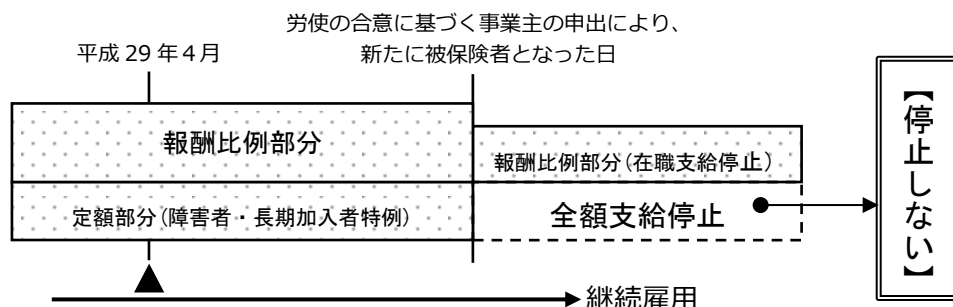 労使の合意に基づく事業主の申出により、
新たに被保険者となった日
平成 29 年４月
報酬比例部分
報酬比例部分（在職支給停止）
定額部分（障害者・長期加入者特例）
全額支給停止
【停止しない】
継続雇用